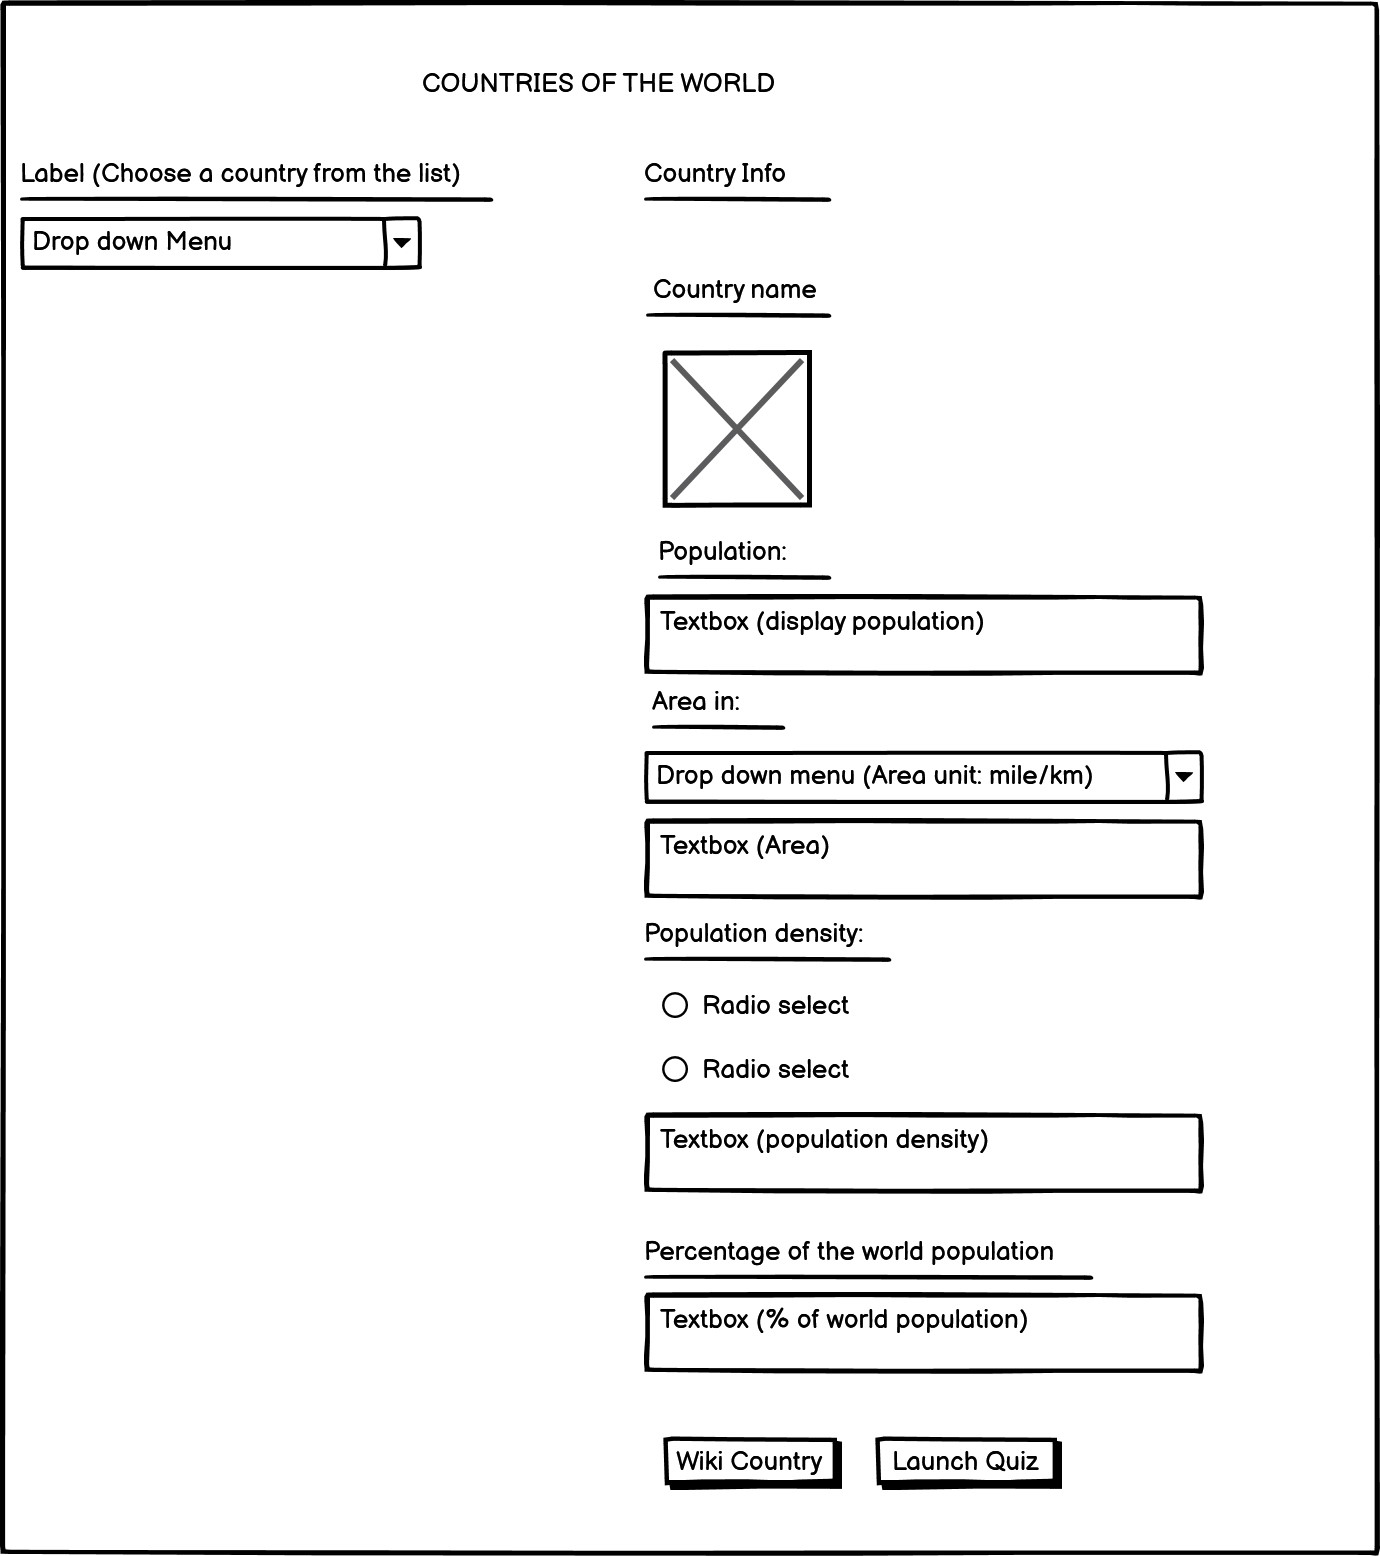 COUNTRIES OF THE WORLD
Label (Choose a country from the list)
Drop down Menu
Country Info
Country name
Population:
Textbox (display population)
Area in:
Drop down menu (Area unit: mile/km)
Textbox (Area)
Population density:
Radio select
Radio select
Textbox (population density)
Percentage of the world population
Textbox (% of world population)
Wiki Country
Launch Quiz